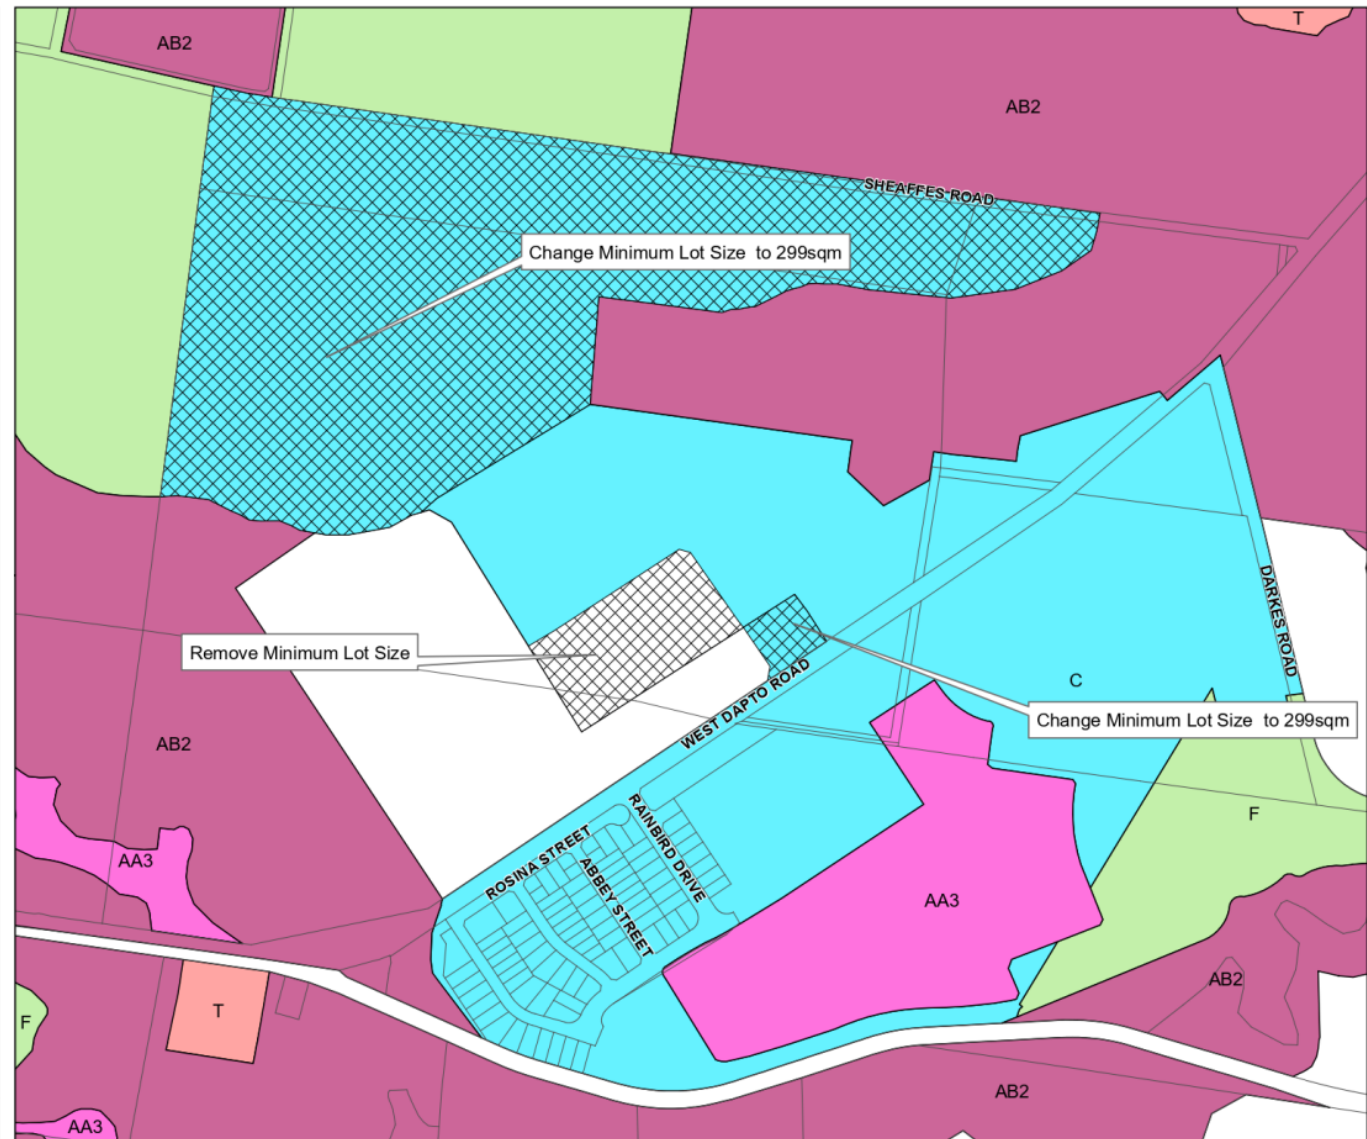 T
AB2
AB2
SHEAFFES ROAD
Change Minimum Lot Size to 299sqm
DARKES ROAD
Remove Minimum Lot Size
C
WEST DAPTO ROAD
Change Minimum Lot Size to 299sqm
AB2
RAINBIRD DRIVE
F
ROSINA STREET
AA3
ABBEY STREET
AA3
AB2
T
F
AB2
AA3